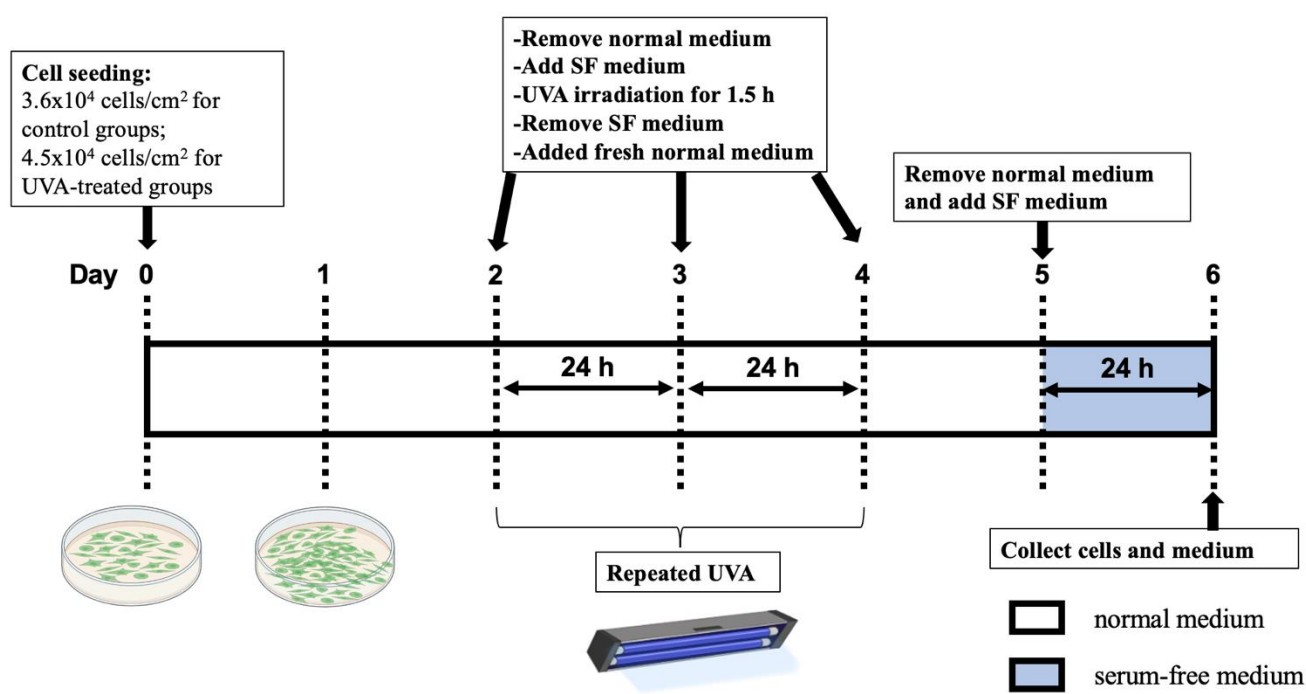 Cell seeding:
3.6x10⁴ cells/cm² for
control groups;
4.5x10⁴ cells/cm² for
UVA-treated groups
-Remove normal medium
-Add SF medium
-UVA irradiation for 1.5 h
-Remove SF medium
-Added fresh normal medium
Remove normal medium
and add SF medium
Day 0 1 2 3 4 5 6
24 h 24 h 24 h
Repeated UVA
Collect cells and medium
normal medium
serum-free medium